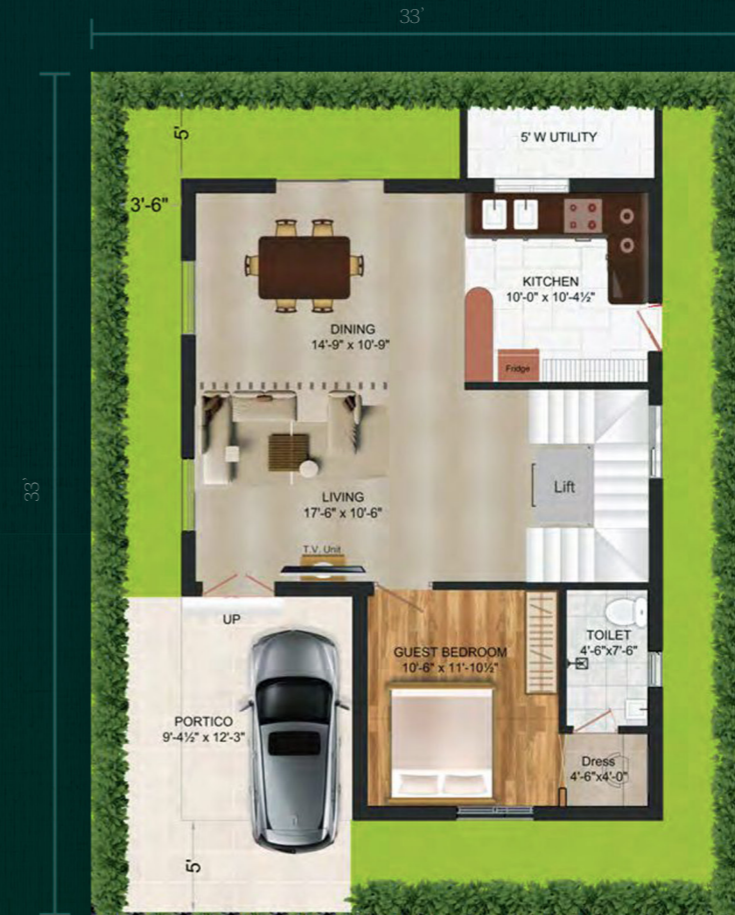 33'
5'
5' W UTILITY
3'-6"
KITCHEN
10'-0" x 10'-4½"
DINING
14'-9" x 10'-9"
Fridge
Lift
33'
LIVING
17'-6" x 10'-6"
T.V. Unit
UP
TOILET
4'-6"x7'-6"
GUEST BEDROOM
10'-6" x 11'-10½"
PORTICO
9'-4½" x 12'-3"
Dress
4'-6"x4'-0"
5'